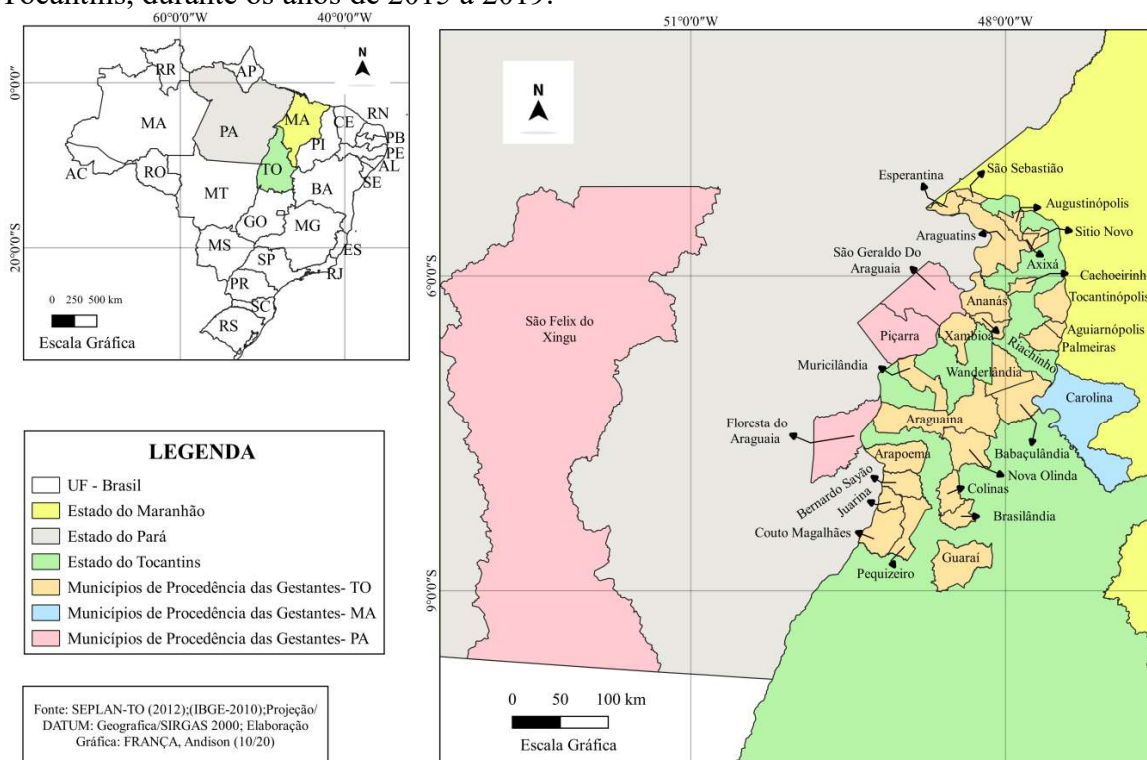 Tocantins, durante os anos de 2015 a 2019.
60°0'0"W
40°0'0"W
0°0'0"
20°0'0"S
N
RR
AP
MA
PA
MA
CE
RN
PI
PB
PE
AL
SE
AC
RO
TO
MT
BA
GO
MG
MS
ES
SP
RJ
PR
SC
RS
0 250 500 km
Escala Gráfica
LEGENDA
UF - Brasil
Estado do Maranhão
Estado do Pará
Estado do Tocantins
Municípios de Procedência das Gestantes- TO
Municípios de Procedência das Gestantes- MA
Municípios de Procedência das Gestantes- PA
Fonte: SEPLAN-TO (2012);(IBGE-2010);Projeção/
DATUM: Geografica/SIRGAS 2000; Elaboração
Gráfica: FRANÇA, Andison (10/20)
51°0'0"W
48°0'0"W
6°0'0"S
9°0'0"S
N
Esperantina
São Sebastião
Augustinópolis
Araguatins
Sitio Novo
Axixá
São Geraldo Do
Araguaia
Cachoeirinh
Ananás
Tocantinópolis
São Felix do
Xingu
Piçarra
Xambioá
Aguiarnópolis
Riachinho
Palmeiras
Muricilândia
Wanderlândia
Carolina
Floresta do
Araguaia
Araguaina
Babaçulândia
Arapoema
Nova Olinda
Bernardo Sayão
Colinas
Juarina
Brasilândia
Couto Magalhães
Guaraí
Pequizeiro
0 50 100 km
Escala Gráfica